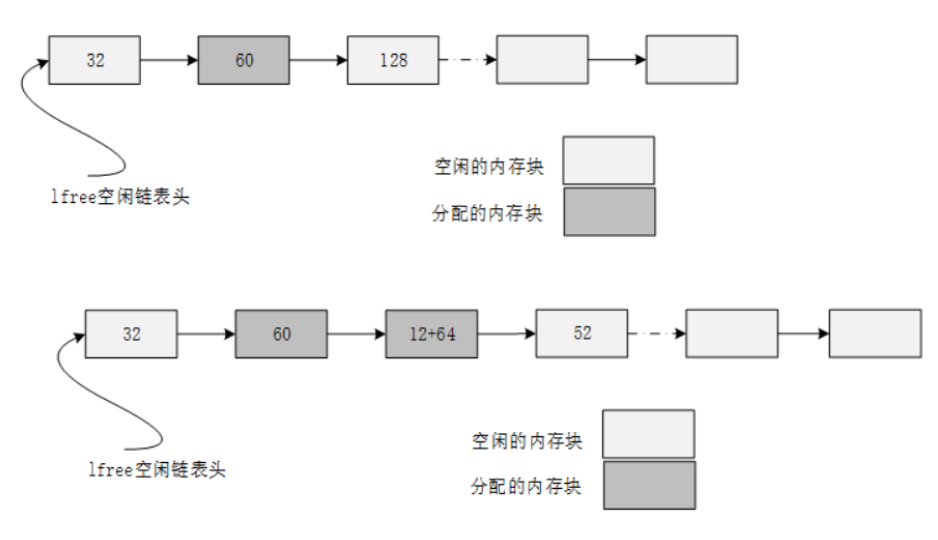 32
60
128
空闲的内存块
lfree空闲链表头
分配的内存块
32
60
12+64
52
空闲的内存块
lfree空闲链表头
分配的内存块